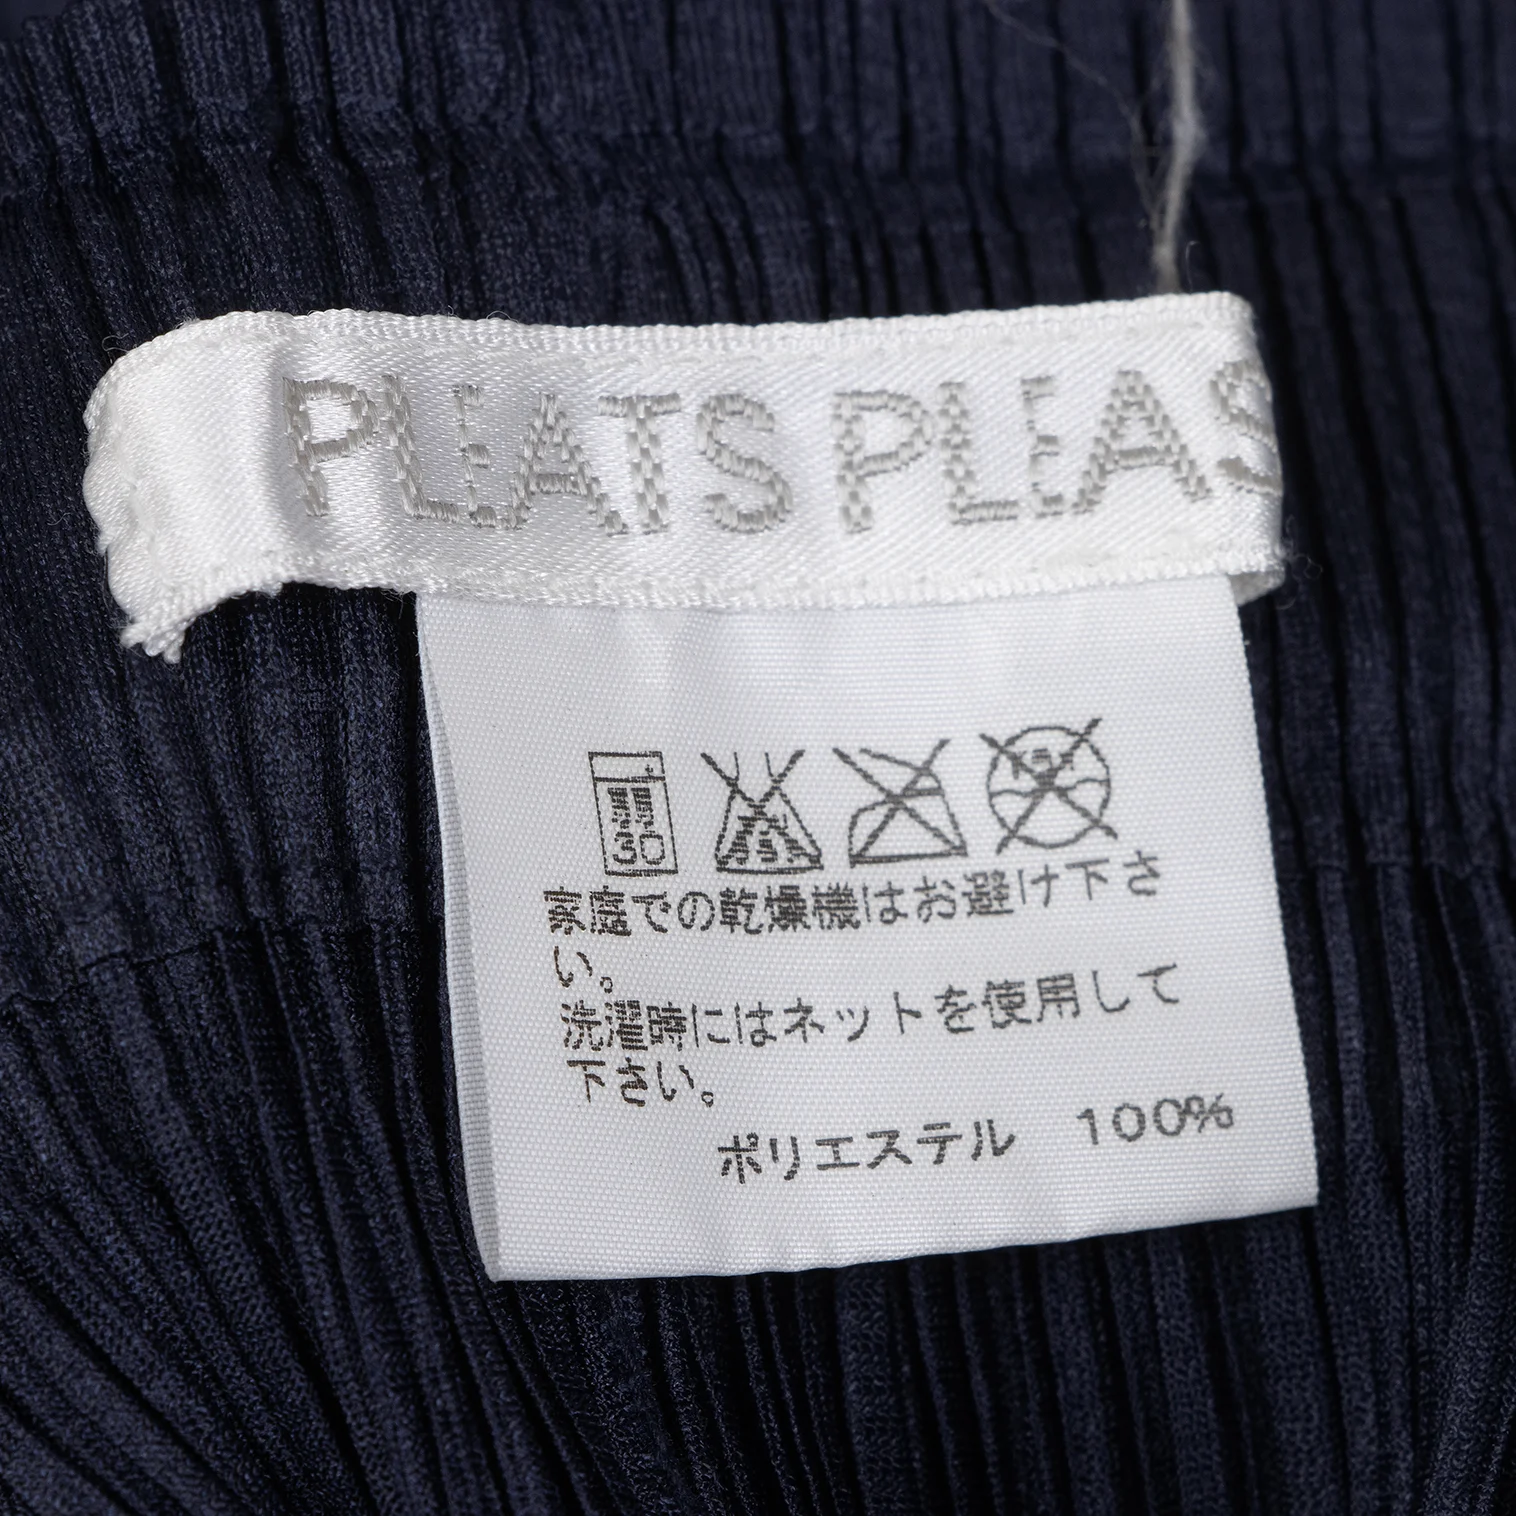 PLEATS PLEAS
30
家庭での乾燥機はお避け下さ
い。
洗濯時にはネットを使用して
下さい。
ポリエステル 100%